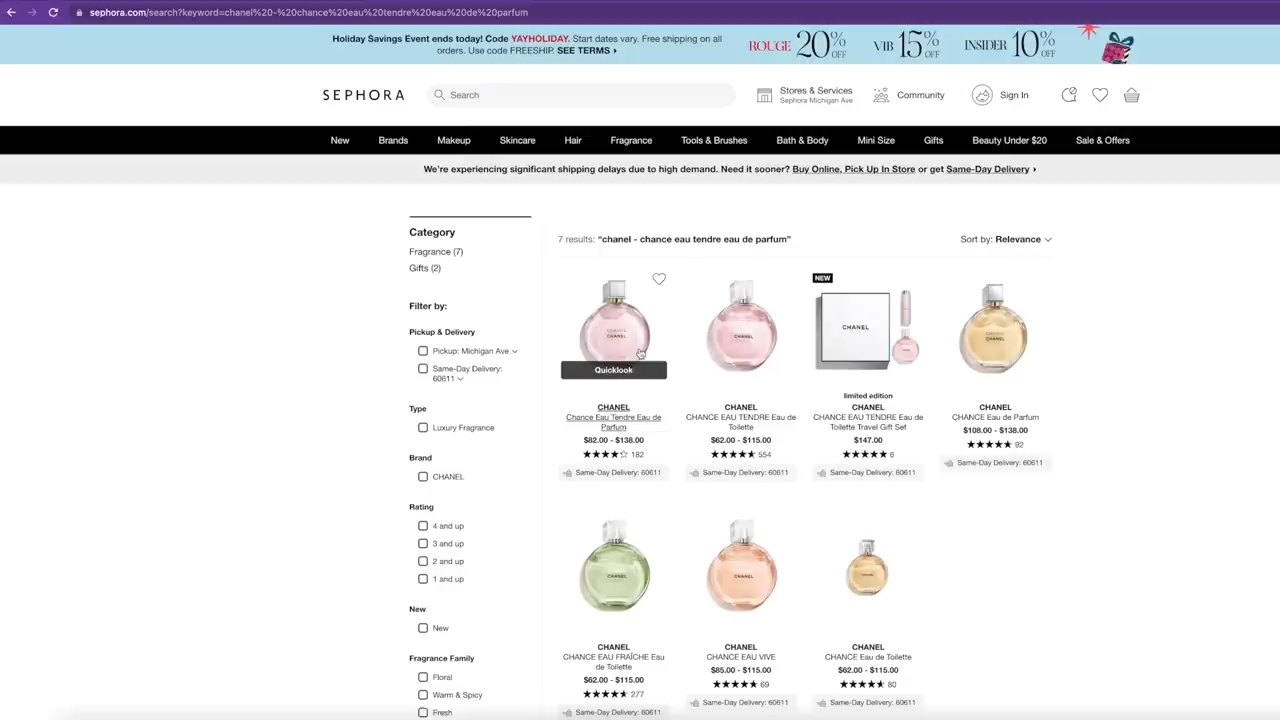 sephora.com/search?keyword=chanel%20-%20chance%20eau%20tendre%20eau%20de%20parfum
Holiday Savings Event ends today! Code YAYHOLIDAY. Start dates vary. Free shipping on all
orders. Use code FREESHIP. SEE TERMS ▸
ROUGE 20% OFF VIB 15% OFF INSIDER 10% OFF
SEPHORA
Search
Stores & Services
Sephora Michigan Ave
Community
Sign In
New Brands Makeup Skincare Hair Fragrance Tools & Brushes Bath & Body Mini Size Gifts Beauty Under $20 Sale & Offers
We're experiencing significant shipping delays due to high demand. Need it sooner? Buy Online, Pick Up In Store or get Same-Day Delivery ▸
Category
Fragrance (7)
Gifts (2)
Filter by:
Pickup & Delivery
Pickup: Michigan Ave
Same-Day Delivery:
60611
Type
Luxury Fragrance
Brand
CHANEL
Rating
4 and up
3 and up
2 and up
1 and up
New
New
Fragrance Family
Floral
Warm & Spicy
Fresh
7 results: “chanel - chance eau tendre eau de parfum”
Sort by: Relevance
CHANCE
CHANEL
Quicklook
CHANEL
Chance Eau Tendre Eau de
Parfum
$82.00 - $138.00
★★★★☆ 182
Same-Day Delivery: 60611
CHANEL
CHANEL
CHANCE EAU TENDRE Eau de
Toilette
$62.00 - $115.00
554
Same-Day Delivery: 60611
NEW
CHANEL
limited edition
CHANEL
CHANCE EAU TENDRE Eau de
Toilette Travel Gift Set
$147.00
6
Same-Day Delivery: 60611
CHANCE
CHANEL
CHANEL
CHANCE Eau de Parfum
$108.00 - $138.00
92
Same-Day Delivery: 60611
CHANEL
CHANEL
CHANCE EAU FRAÎCHE Eau
de Toilette
$62.00 - $115.00
277
Same-Day Delivery: 60611
CHANEL
CHANEL
CHANCE EAU VIVE
$85.00 - $115.00
69
Same-Day Delivery: 60611
CHANEL
CHANEL
CHANCE Eau de Toilette
$62.00 - $115.00
80
Same-Day Delivery: 60611